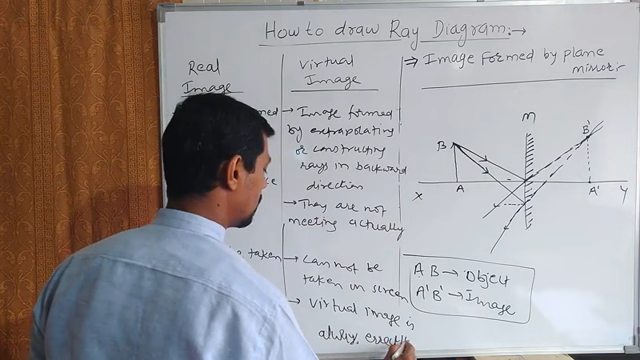 How to draw Ray Diagram:→
Real
Image
Virtual
Image
→ Image formed
by extrapolating
or constructing
rays in backward
direction
→ They are not
meeting actually
→ Can not be
taken in screen
→ Virtual image is
taken
⇒ Image formed by plane
mirror:
M
B
B'
A
A'
X
Y
A B → Object
A'B' → Image